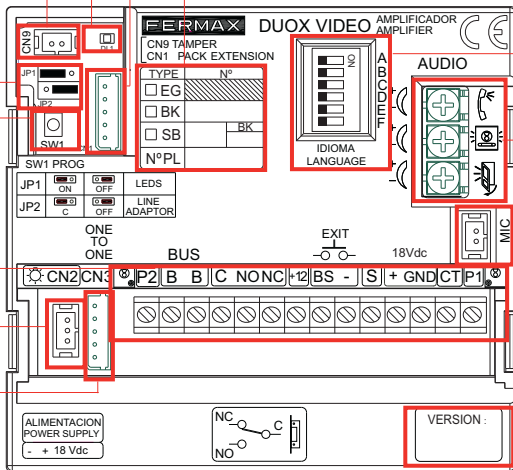 FERMAX DUOX VIDEO AMPLIFICADOR AMPLIFIER
CN9
DL1
CN9 TAMPER
CN1 PACK EXTENSION
TYPE Nº
EG
BK
SB BK
Nº PL
ON
A
B
C
D
E
F
IDIOMA
LANGUAGE
AUDIO
JP1
JP2
SW1
CN1
SW1 PROG
JP1 ON OFF LEDS
JP2 C OFF LINE ADAPTOR
MIC
ONE
TO
ONE
BUS
EXIT
18Vdc
CN2 CN3 P2 B B C NO NC +12 BS - S + GND CT P1
ALIMENTACION
POWER SUPPLY
- + 18 Vdc
NC
C
NO
VERSION :